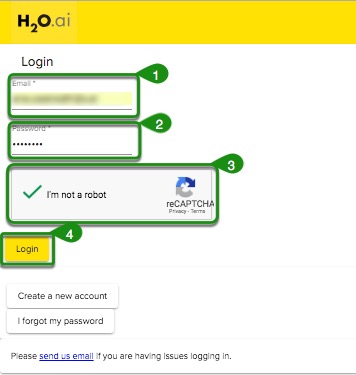 H2O.ai
Login
1
Email *
2
Password *
••••••••
3
I'm not a robot
reCAPTCHA
Privacy - Terms
4
Login
Create a new account
I forgot my password
Please send us email if you are having issues logging in.